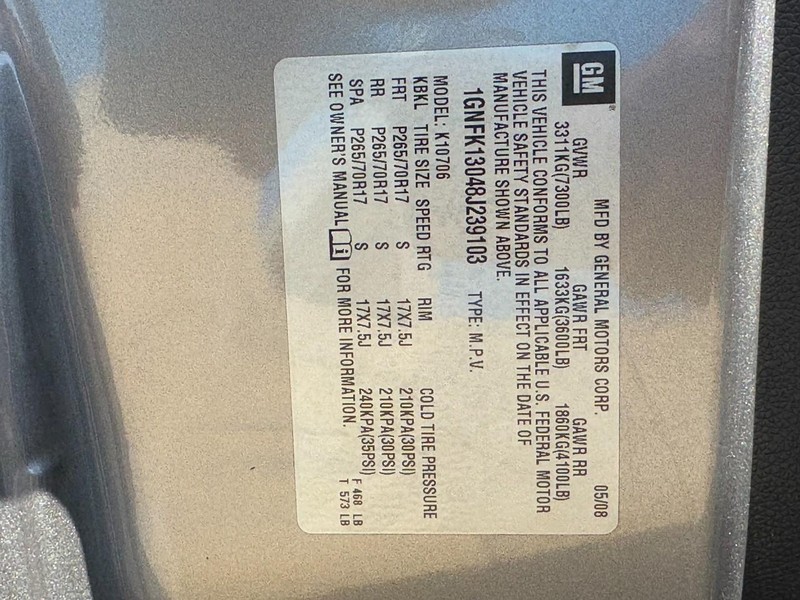 GM
MFD BY GENERAL MOTORS CORP. 05/08
GVWR GAWR FRT GAWR RR
3311KG(7300LB) 1633KG(3600LB) 1860KG(4100LB)
THIS VEHICLE CONFORMS TO ALL APPLICABLE U.S. FEDERAL MOTOR
VEHICLE SAFETY STANDARDS IN EFFECT ON THE DATE OF
MANUFACTURE SHOWN ABOVE.
1GNFK13048J239103 TYPE: M.P.V.
MODEL: K10706
KBKL TIRE SIZE SPEED RTG RIM COLD TIRE PRESSURE
FRT P265/70R17 S 17X7.5J 210KPA(30PSI)
RR P265/70R17 S 17X7.5J 210KPA(30PSI)
SPA P265/70R17 S 17X7.5J 240KPA(35PSI)
SEE OWNER'S MANUAL FOR MORE INFORMATION.
F 468 LB
T 573 LB